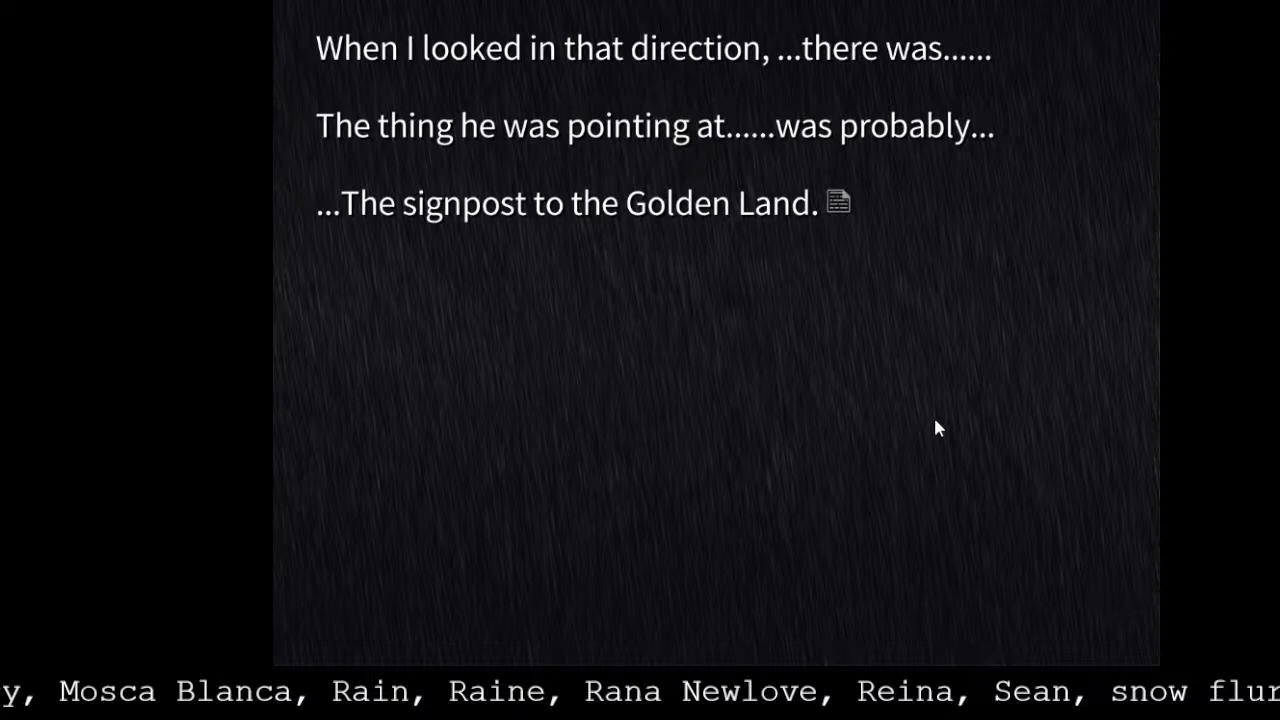 When I looked in that direction, ...there was......
The thing he was pointing at......was probably...
...The signpost to the Golden Land.
y, Mosca Blanca, Rain, Raine, Rana Newlove, Reina, Sean, snow flur